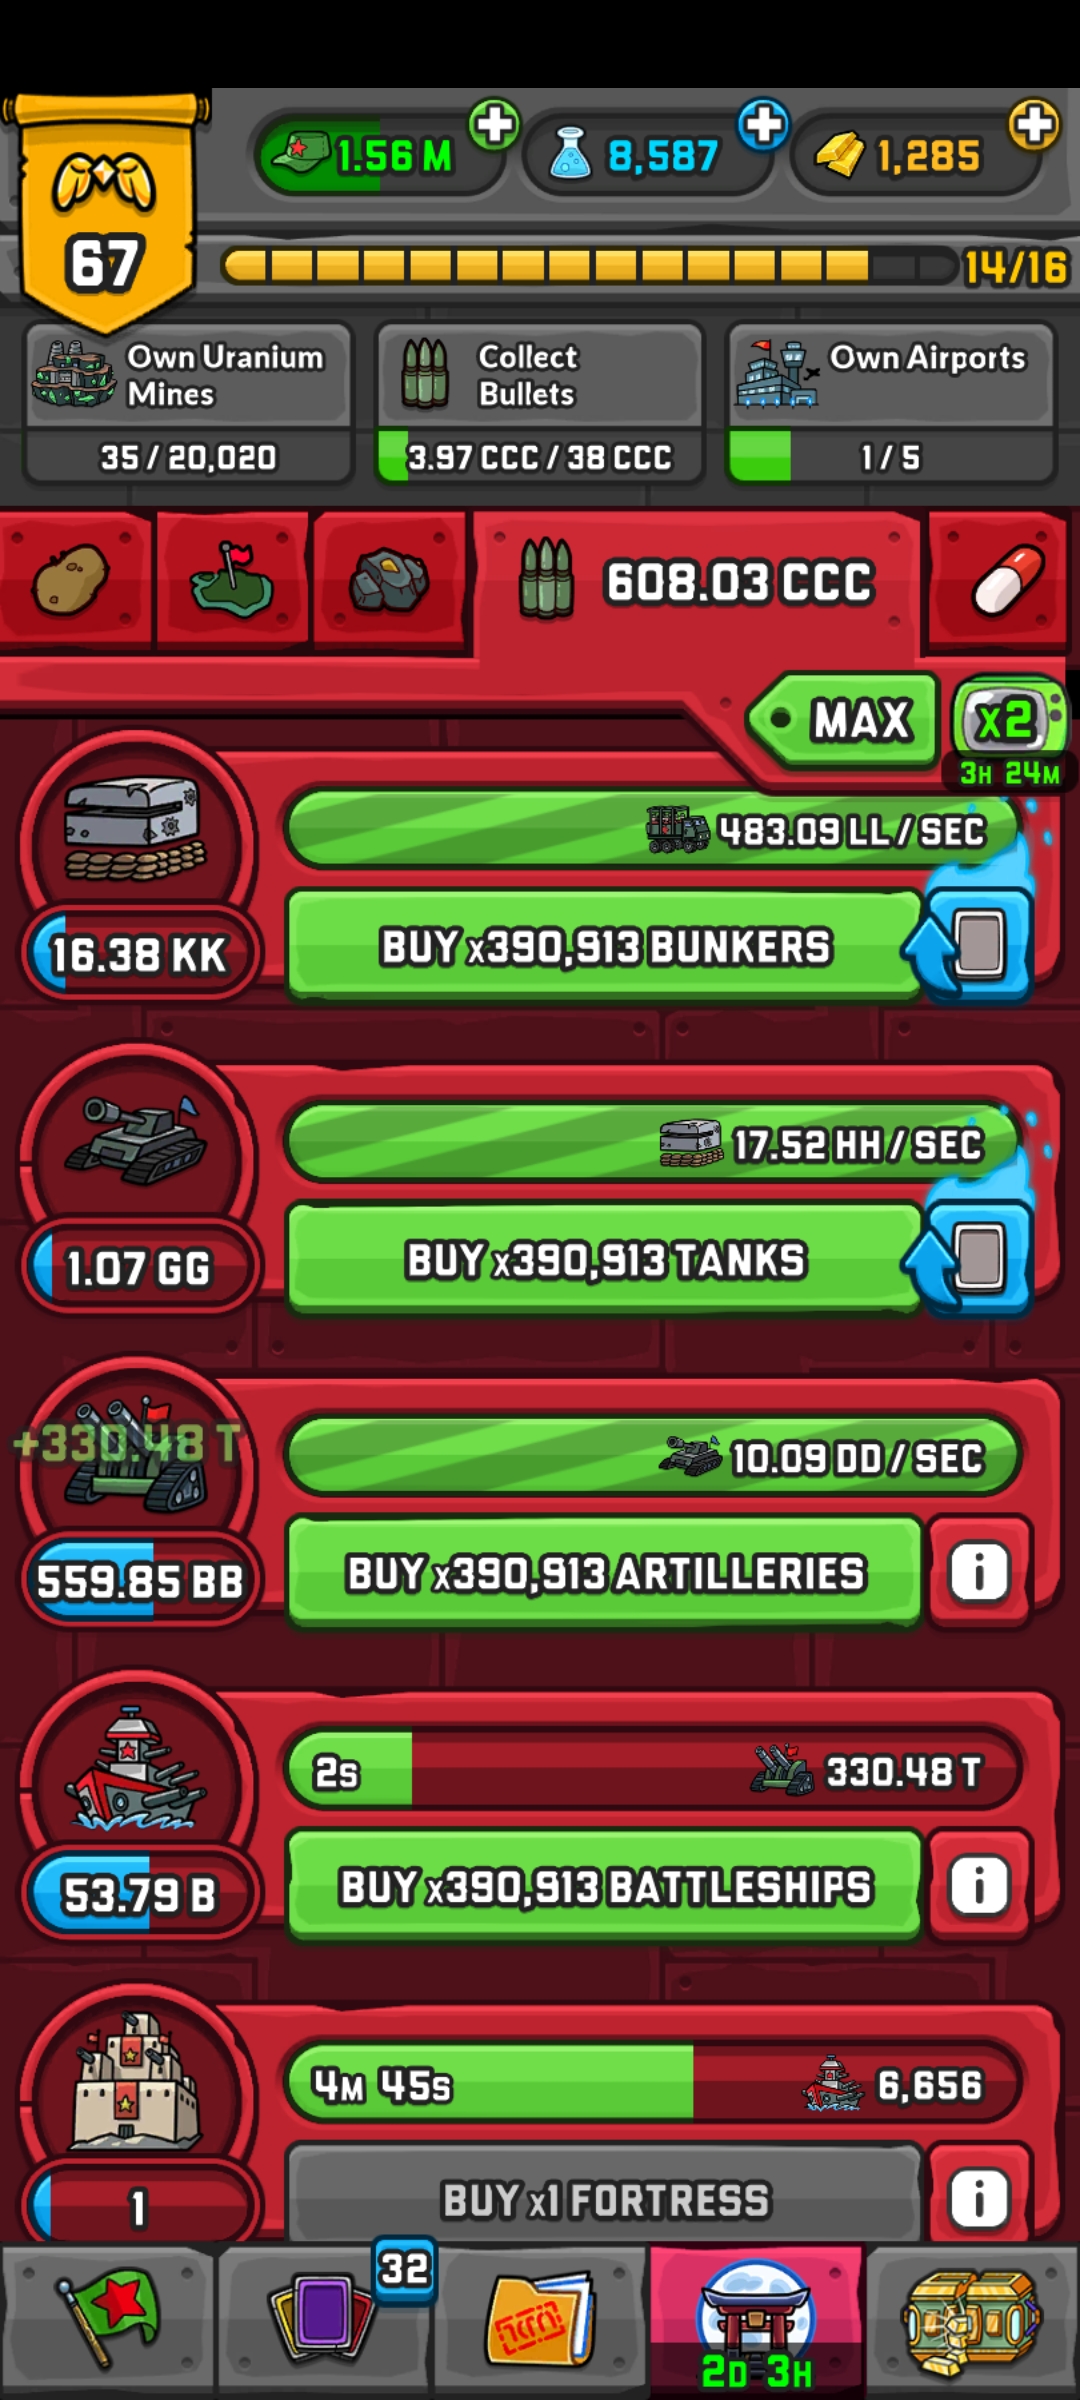 1.56 M
8,587
1,285
67
14/16
Own Uranium
Mines
35 / 20,020
Collect
Bullets
3.97 CCC / 38 CCC
Own Airports
1 / 5
608.03 CCC
MAX
x2
3H 24M
483.09 LL / SEC
16.38 KK
BUY x390,913 BUNKERS
17.52 HH / SEC
1.07 GG
BUY x390,913 TANKS
+330.48 T
10.09 DD / SEC
559.85 BB
BUY x390,913 ARTILLERIES
i
2S
330.48 T
53.79 B
BUY x390,913 BATTLESHIPS
i
4M 45S
6,656
1
BUY x1 FORTRESS
i
32
2D 3H